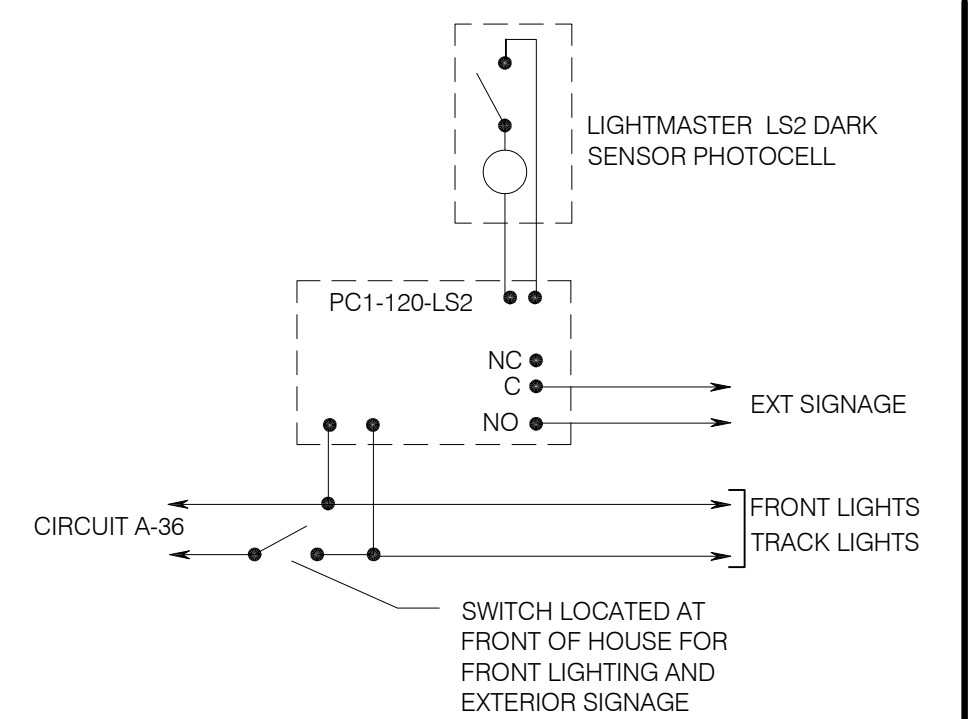 LIGHTMASTER LS2 DARK
SENSOR PHOTOCELL
PC1-120-LS2
NC
C
NO
EXT SIGNAGE
CIRCUIT A-36
FRONT LIGHTS
TRACK LIGHTS
SWITCH LOCATED AT
FRONT OF HOUSE FOR
FRONT LIGHTING AND
EXTERIOR SIGNAGE